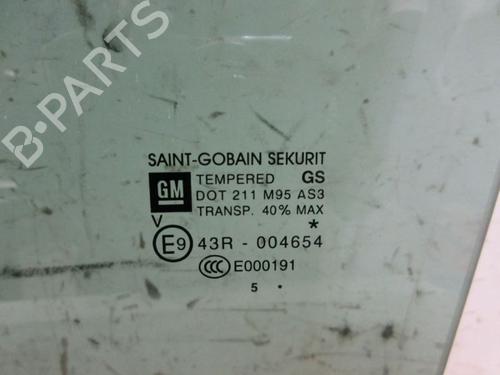 B-PARTS
SAINT-GOBAIN SEKURIT
GM TEMPERED GS
DOT 211 M95 AS3
TRANSP. 40% MAX
V *
E9 43R - 004654
CCC E000191
5 •